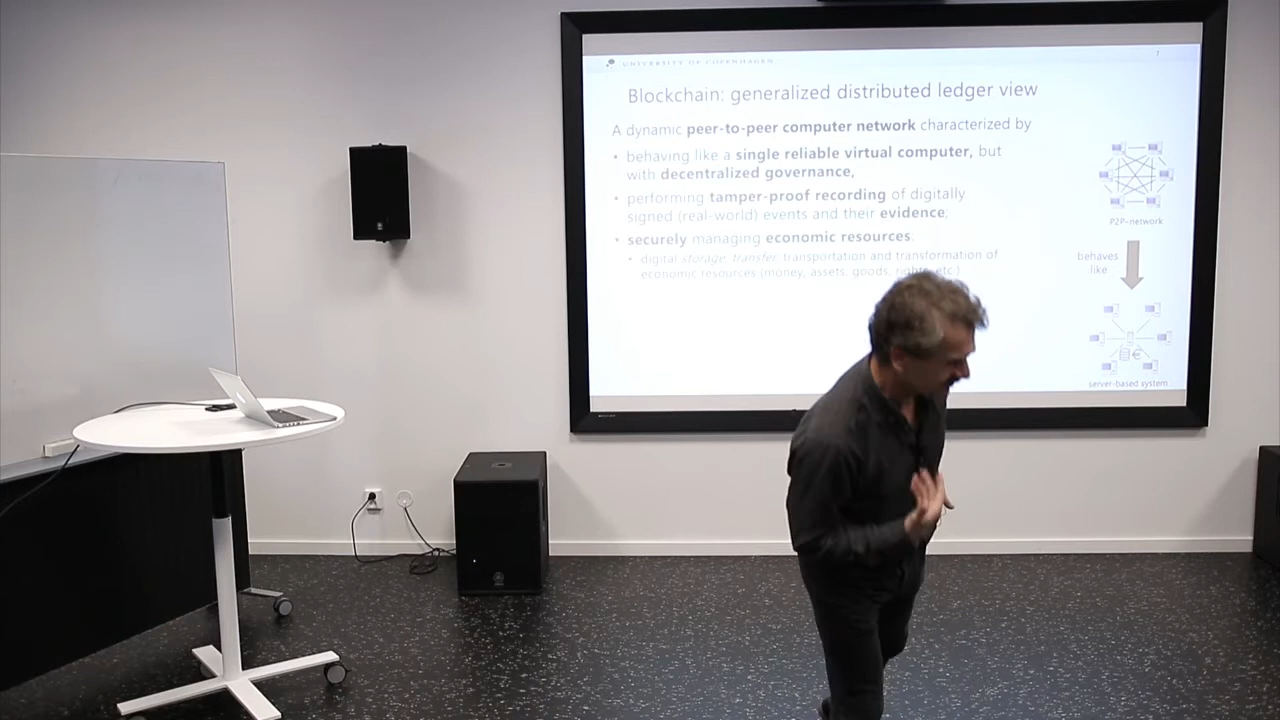 UNIVERSITY OF COPENHAGEN
7
Blockchain: generalized distributed ledger view
A dynamic peer-to-peer computer network characterized by
• behaving like a single reliable virtual computer, but
with decentralized governance,
• performing tamper-proof recording of digitally
signed (real-world) events and their evidence;
• securely managing economic resources:
• digital storage, transfer, transportation and transformation of
economic resources (money, assets, goods, rights, etc.)
P2P-network
behaves
like
server-based system